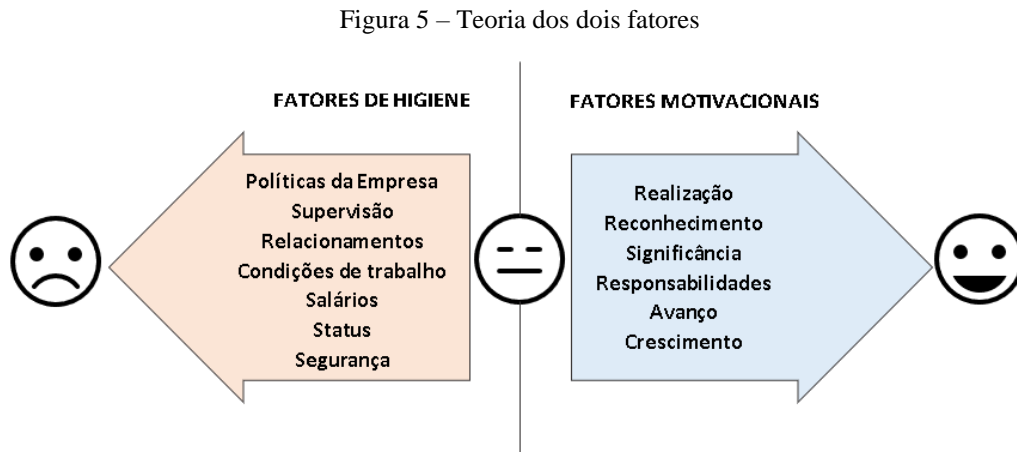 Figura 5 – Teoria dos dois fatores
FATORES DE HIGIENE
Políticas da Empresa
Supervisão
Relacionamentos
Condições de trabalho
Salários
Status
Segurança
FATORES MOTIVACIONAIS
Realização
Reconhecimento
Significância
Responsabilidades
Avanço
Crescimento